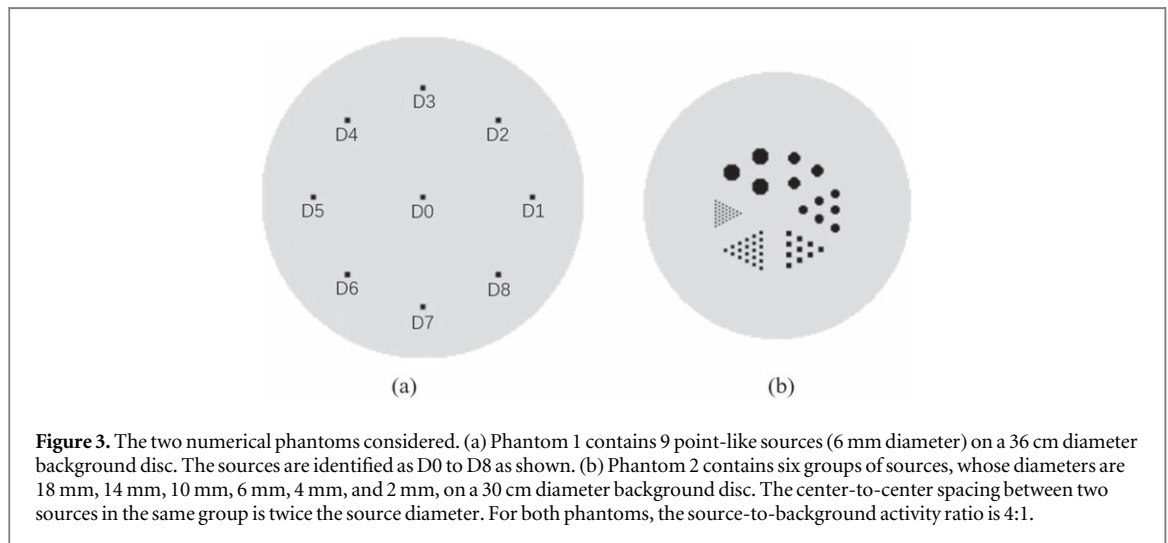 D3
D4 D2
D5 D0 D1
D6 D8
D7
(a) (b)
Figure 3. The two numerical phantoms considered. (a) Phantom 1 contains 9 point-like sources (6 mm diameter) on a 36 cm diameter
background disc. The sources are identified as D0 to D8 as shown. (b) Phantom 2 contains six groups of sources, whose diameters are
18 mm, 14 mm, 10 mm, 6 mm, 4 mm, and 2 mm, on a 30 cm diameter background disc. The center-to-center spacing between two
sources in the same group is twice the source diameter. For both phantoms, the source-to-background activity ratio is 4:1.